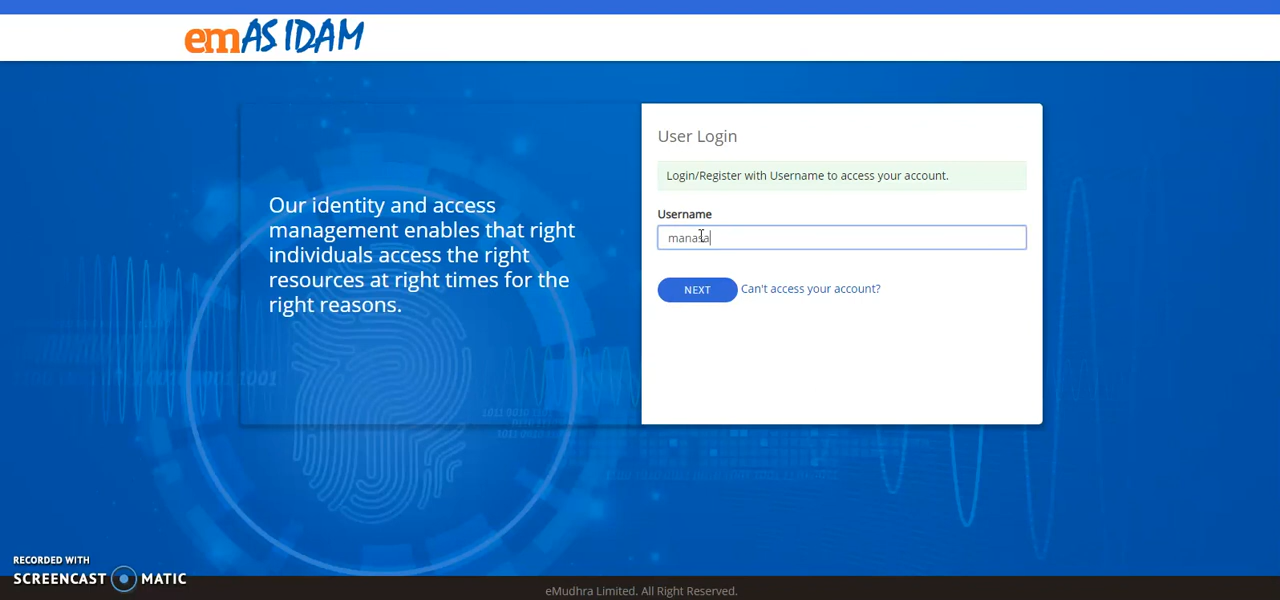 emAS IDAM
User Login
Login/Register with Username to access your account.
Our identity and access
management enables that right
individuals access the right
resources at right times for the
right reasons.
Username
manasa
NEXT Can't access your account?
RECORDED WITH
SCREENCAST MATIC
eMudhra Limited. All Right Reserved.